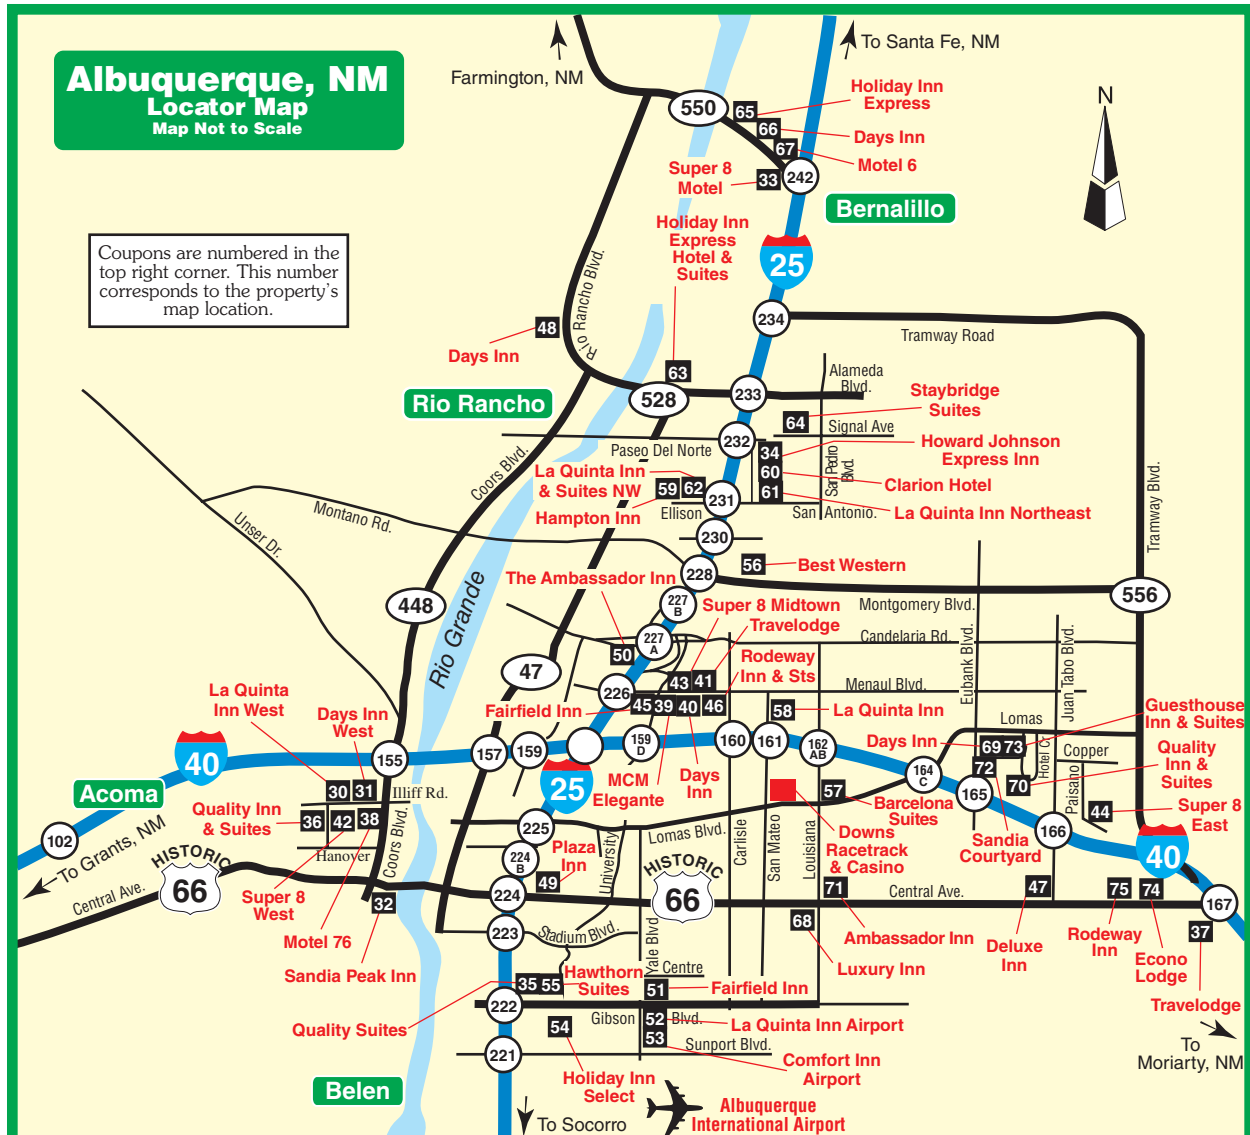 Albuquerque, NM
Locator Map
Map Not to Scale
Farmington, NM
To Santa Fe, NM
N
550
65
Holiday Inn
Express
66
Days Inn
67
Motel 6
Super 8
Motel
33
242
Bernalillo
Coupons are numbered in the
top right corner. This number
corresponds to the property's
map location.
Holiday Inn
Express
Hotel &
Suites
25
Rio Rancho Blvd.
48
Days Inn
234
Tramway Road
63
Rio Rancho
528
233
Alameda
Blvd.
Staybridge
Suites
64
Signal Ave
232
Paseo Del Norte
34
Howard Johnson
Express Inn
60
Clarion Hotel
61
La Quinta Inn Northeast
San Pedro
Blvd.
Tramway Blvd.
Coors Blvd.
La Quinta Inn
& Suites NW
59
62
Hampton Inn
231
Ellison
San
Antonio.
Montano Rd.
Unser Dr.
230
56
Best Western
228
The Ambassador Inn
Montgomery Blvd.
556
448
Rio Grande
227
B
Super 8 Midtown
Travelodge
227
A
Candelaria Rd.
50
Rodeway
Inn & Sts
47
43
41
Menaul Blvd.
Eubank Blvd.
Juan Tabo Blvd.
226
Fairfield Inn
45
39
40
46
58
La Quinta Inn
Guesthouse
Inn & Suites
Lomas
La Quinta
Inn West
Days Inn
West
40
155
157
159
159
D
160
161
162
AB
Days Inn
69
73
Hotel Cr.
Copper
Quality
Inn &
Suites
72
70
Paisano
Acoma
30
31
Illiff Rd.
25
MCM
Elegante
Days
Inn
57
Barcelona
Suites
164
C
165
44
Super 8
East
Quality Inn
& Suites
36
42
38
Hanover
Coors Blvd.
102
To Grants, NM
225
Lomas Blvd.
Carlisle
San Mateo
Louisiana
Downs
Racetrack
& Casino
Sandia
Courtyard
166
40
HISTORIC
66
Central Ave.
Super 8
West
Motel 76
32
Sandia Peak Inn
224
B
Plaza
Inn
49
University
224
HISTORIC
66
71
Central Ave.
47
75
74
167
37
Ambassador Inn
Deluxe
Inn
Rodeway
Inn
Econo
Lodge
Travelodge
223
Stadium Blvd.
Yale Blvd
68
Luxury Inn
Centre
35
55
Hawthorn
Suites
51
Fairfield Inn
222
Quality Suites
54
Gibson
Blvd.
52
La Quinta Inn Airport
53
Sunport Blvd.
221
Comfort Inn
Airport
To
Moriarty, NM
Holiday Inn
Select
Belen
To Socorro
Albuquerque
International Airport